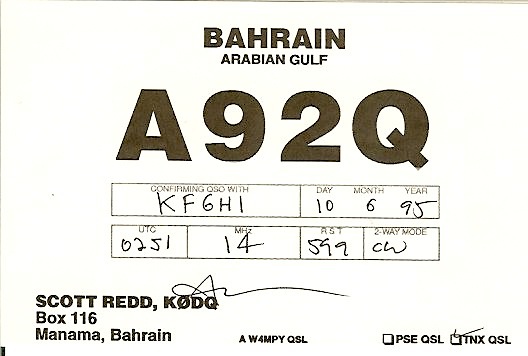 BAHRAIN
ARABIAN GULF
A92Q
CONFIRMING QSO WITH DAY MONTH YEAR
KF6HI 10 6 95
UTC MHz RST 2-WAY MODE
0251 14 599 CW
SCOTT REDD, KØDQ
Box 116
Manama, Bahrain A W4MPY QSL ☐PSE QSL ☑TNX QSL